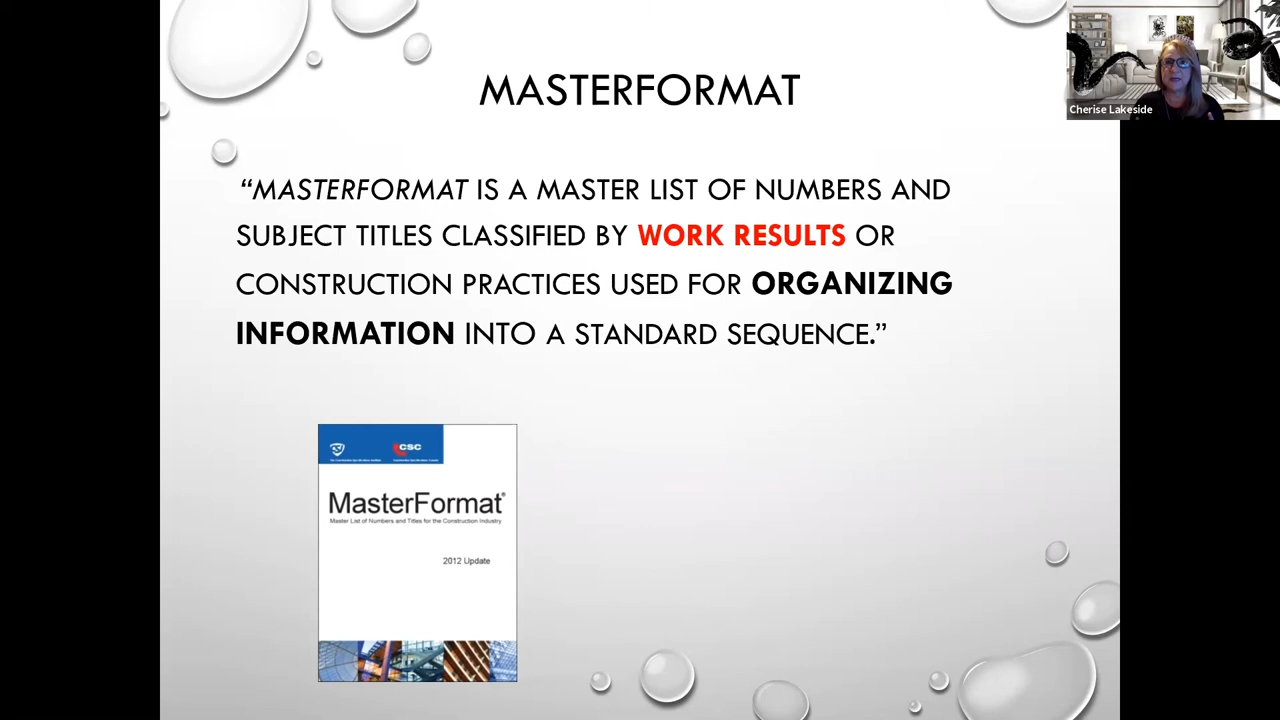 MASTERFORMAT
Cherise Lakeside
“MASTERFORMAT IS A MASTER LIST OF NUMBERS AND
SUBJECT TITLES CLASSIFIED BY WORK RESULTS OR
CONSTRUCTION PRACTICES USED FOR ORGANIZING
INFORMATION INTO A STANDARD SEQUENCE.”
CSC
MasterFormat®
Master List of Numbers and Titles for the Construction Industry
2012 Update